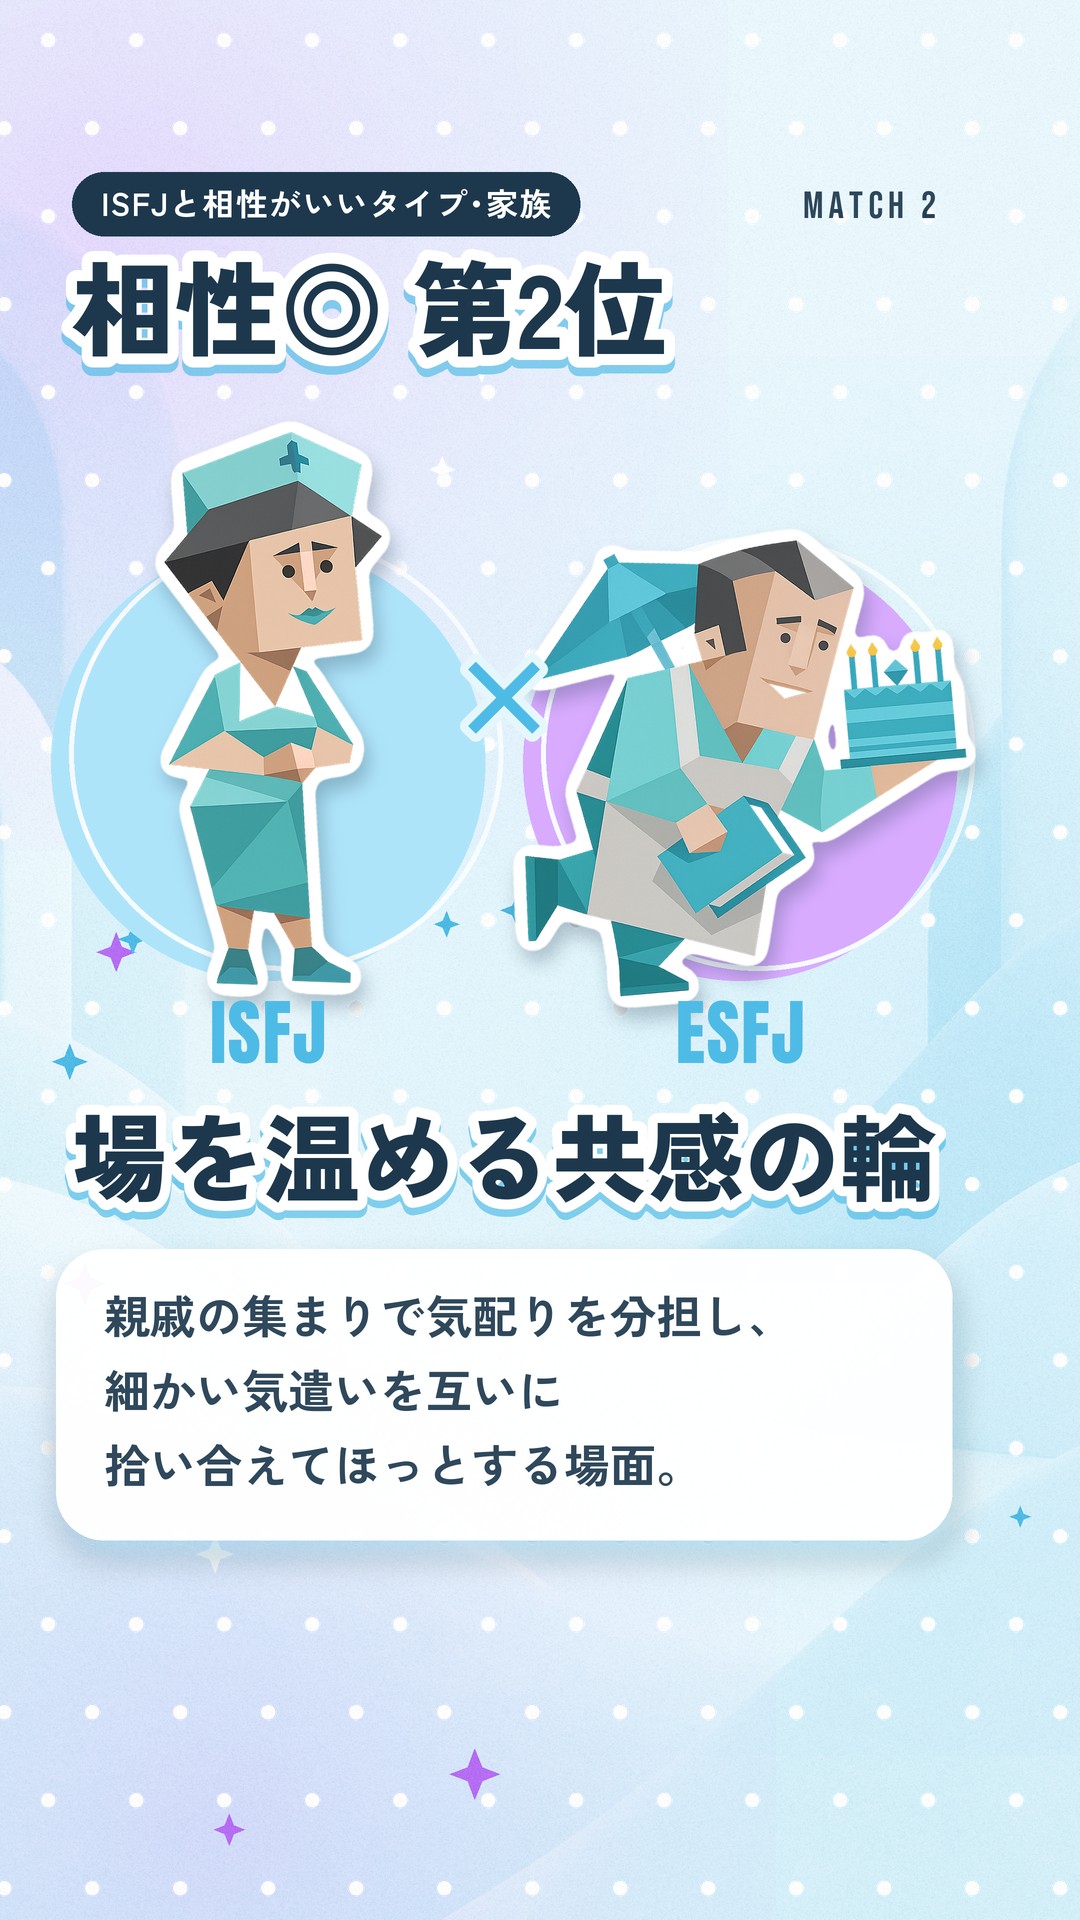 ISFJと相性がいいタイプ・家族
MATCH 2
相性◎ 第2位
ISFJ
ESFJ
場を温める共感の輪
親戚の集まりで気配りを分担し、
細かい気遣いを互いに
拾い合えてほっとする場面。